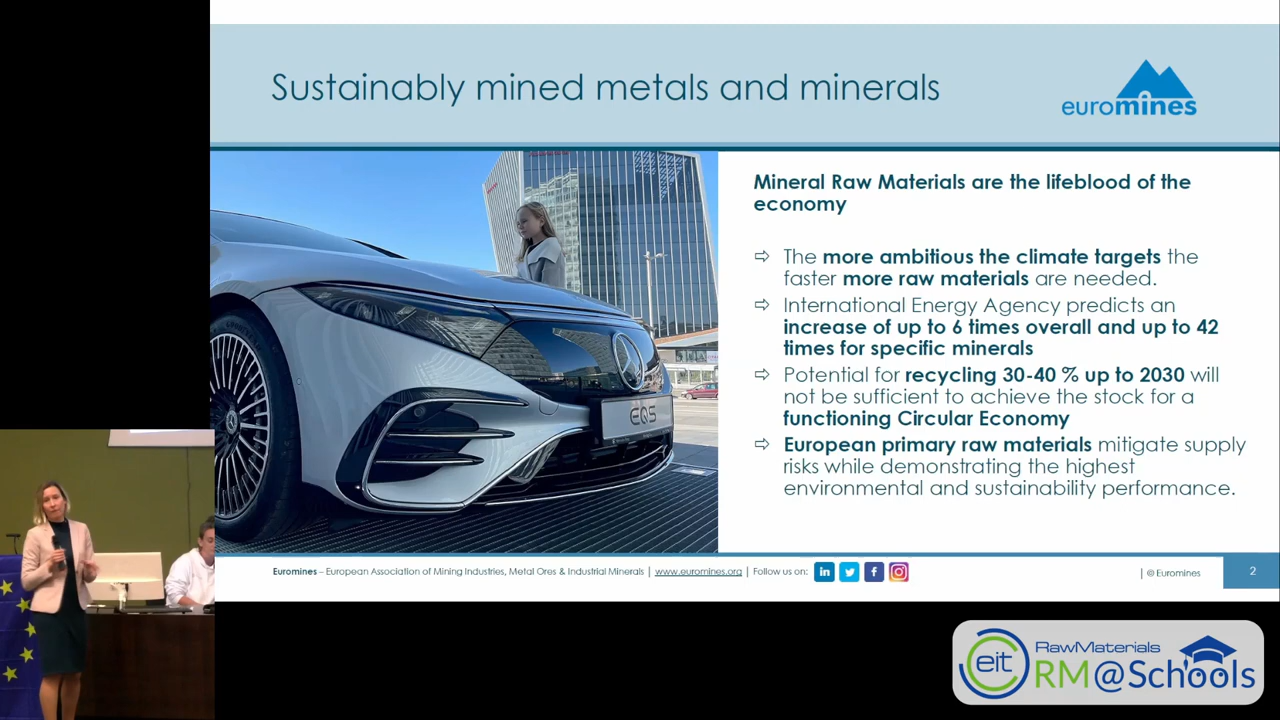 Sustainably mined metals and minerals
euromines
Mineral Raw Materials are the lifeblood of the
economy
⇨ The more ambitious the climate targets the
faster more raw materials are needed.
⇨ International Energy Agency predicts an
increase of up to 6 times overall and up to 42
times for specific minerals
⇨ Potential for recycling 30-40 % up to 2030 will
not be sufficient to achieve the stock for a
functioning Circular Economy
⇨ European primary raw materials mitigate supply
risks while demonstrating the highest
environmental and sustainability performance.
EQS
Euromines – European Association of Mining Industries, Metal Ores & Industrial Minerals | www.euromines.org | Follow us on: in f
| © Euromines
2
eit RawMaterials
RM@Schools